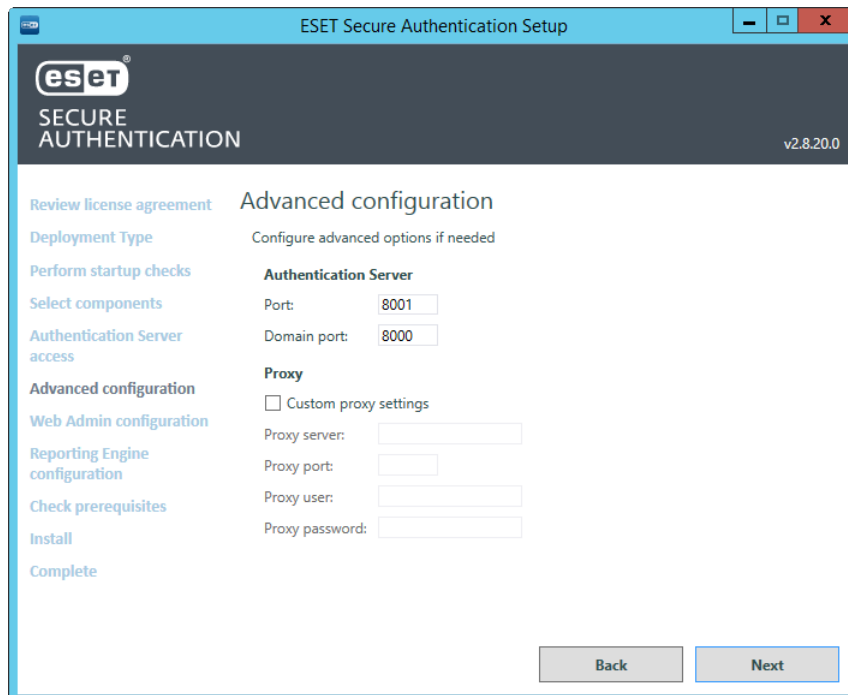 ESET Secure Authentication Setup
eseT®
SECURE
AUTHENTICATION
v2.8.20.0
Review license agreement
Deployment Type
Perform startup checks
Select components
Authentication Server
access
Advanced configuration
Web Admin configuration
Reporting Engine
configuration
Check prerequisites
Install
Complete
Advanced configuration
Configure advanced options if needed
Authentication Server
Port: 8001
Domain port: 8000
Proxy
Custom proxy settings
Proxy server:
Proxy port:
Proxy user:
Proxy password:
Back
Next